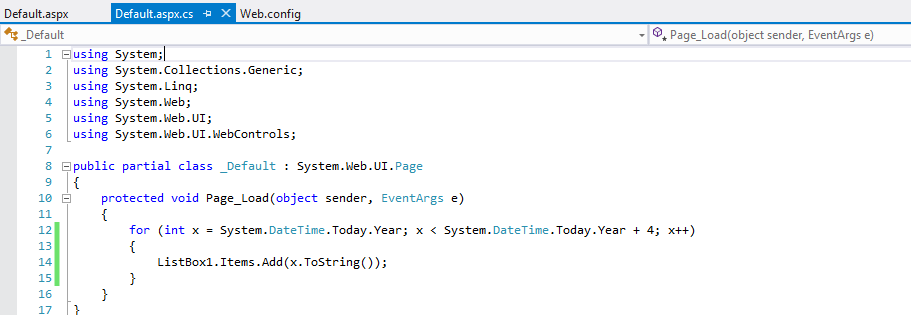 Default.aspx Default.aspx.cs Web.config
_Default Page_Load(object sender, EventArgs e)
1 using System;
2 using System.Collections.Generic;
3 using System.Linq;
4 using System.Web;
5 using System.Web.UI;
6 using System.Web.UI.WebControls;
7
8 public partial class _Default : System.Web.UI.Page
9 {
10 protected void Page_Load(object sender, EventArgs e)
11 {
12 for (int x = System.DateTime.Today.Year; x < System.DateTime.Today.Year + 4; x++)
13 {
14 ListBox1.Items.Add(x.ToString());
15 }
16 }
17 }